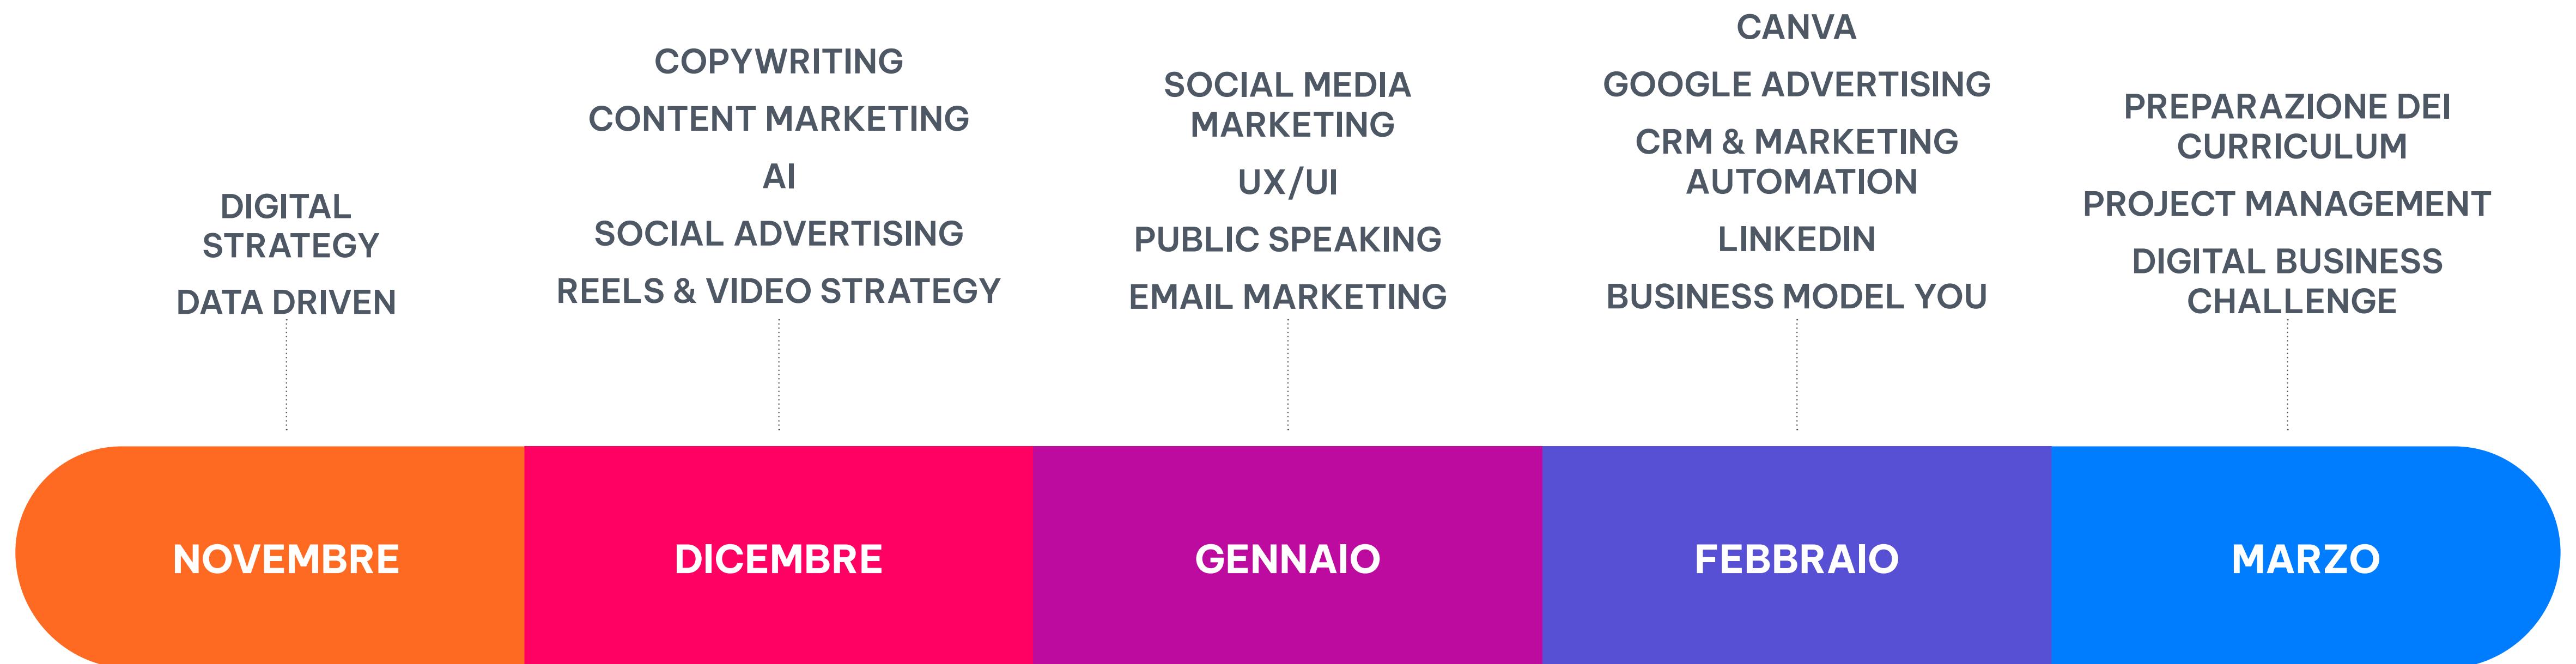 DIGITAL
STRATEGY
DATA DRIVEN
COPYWRITING
CONTENT MARKETING
AI
SOCIAL ADVERTISING
REELS & VIDEO STRATEGY
SOCIAL MEDIA
MARKETING
UX/UI
PUBLIC SPEAKING
EMAIL MARKETING
CANVA
GOOGLE ADVERTISING
CRM & MARKETING
AUTOMATION
LINKEDIN
BUSINESS MODEL YOU
PREPARAZIONE DEI
CURRICULUM
PROJECT MANAGEMENT
DIGITAL BUSINESS
CHALLENGE
NOVEMBRE
DICEMBRE
GENNAIO
FEBBRAIO
MARZO